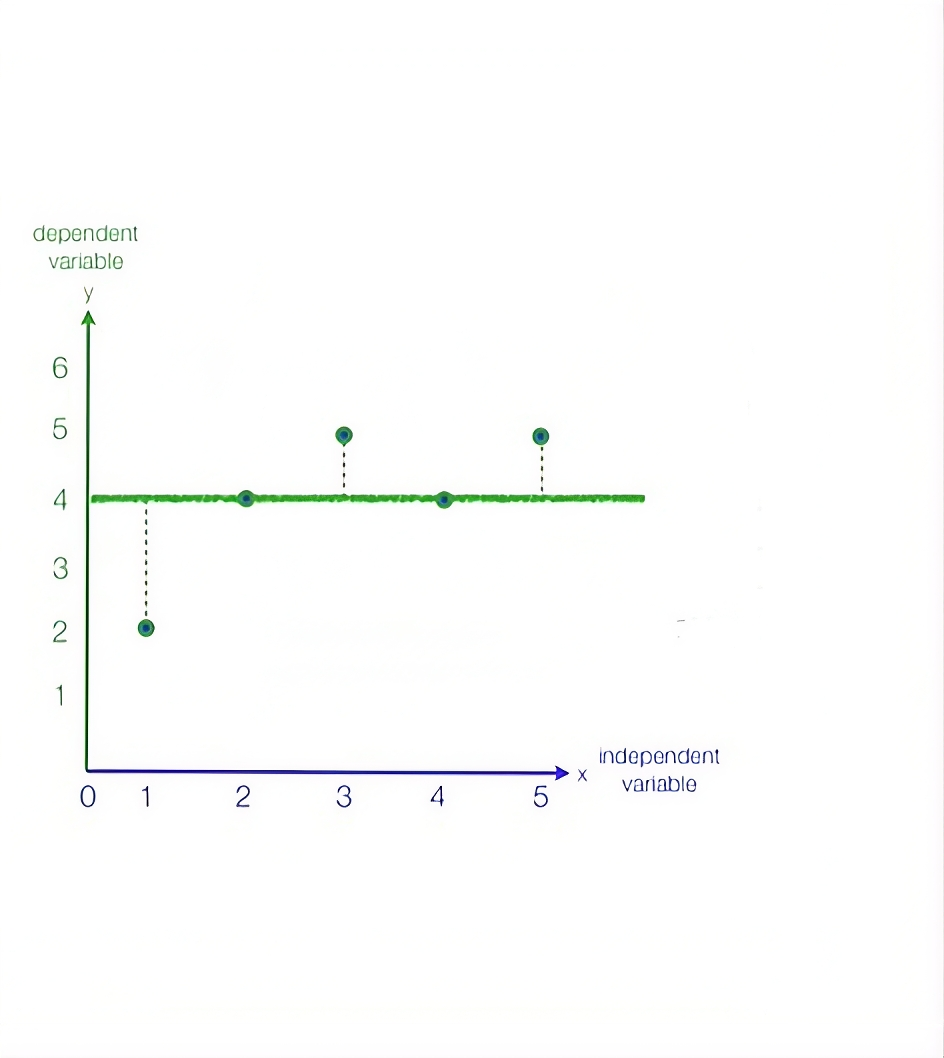 dependent
variable
y
6
5
4
3
2
1
x
independent
variable
0 1 2 3 4 5